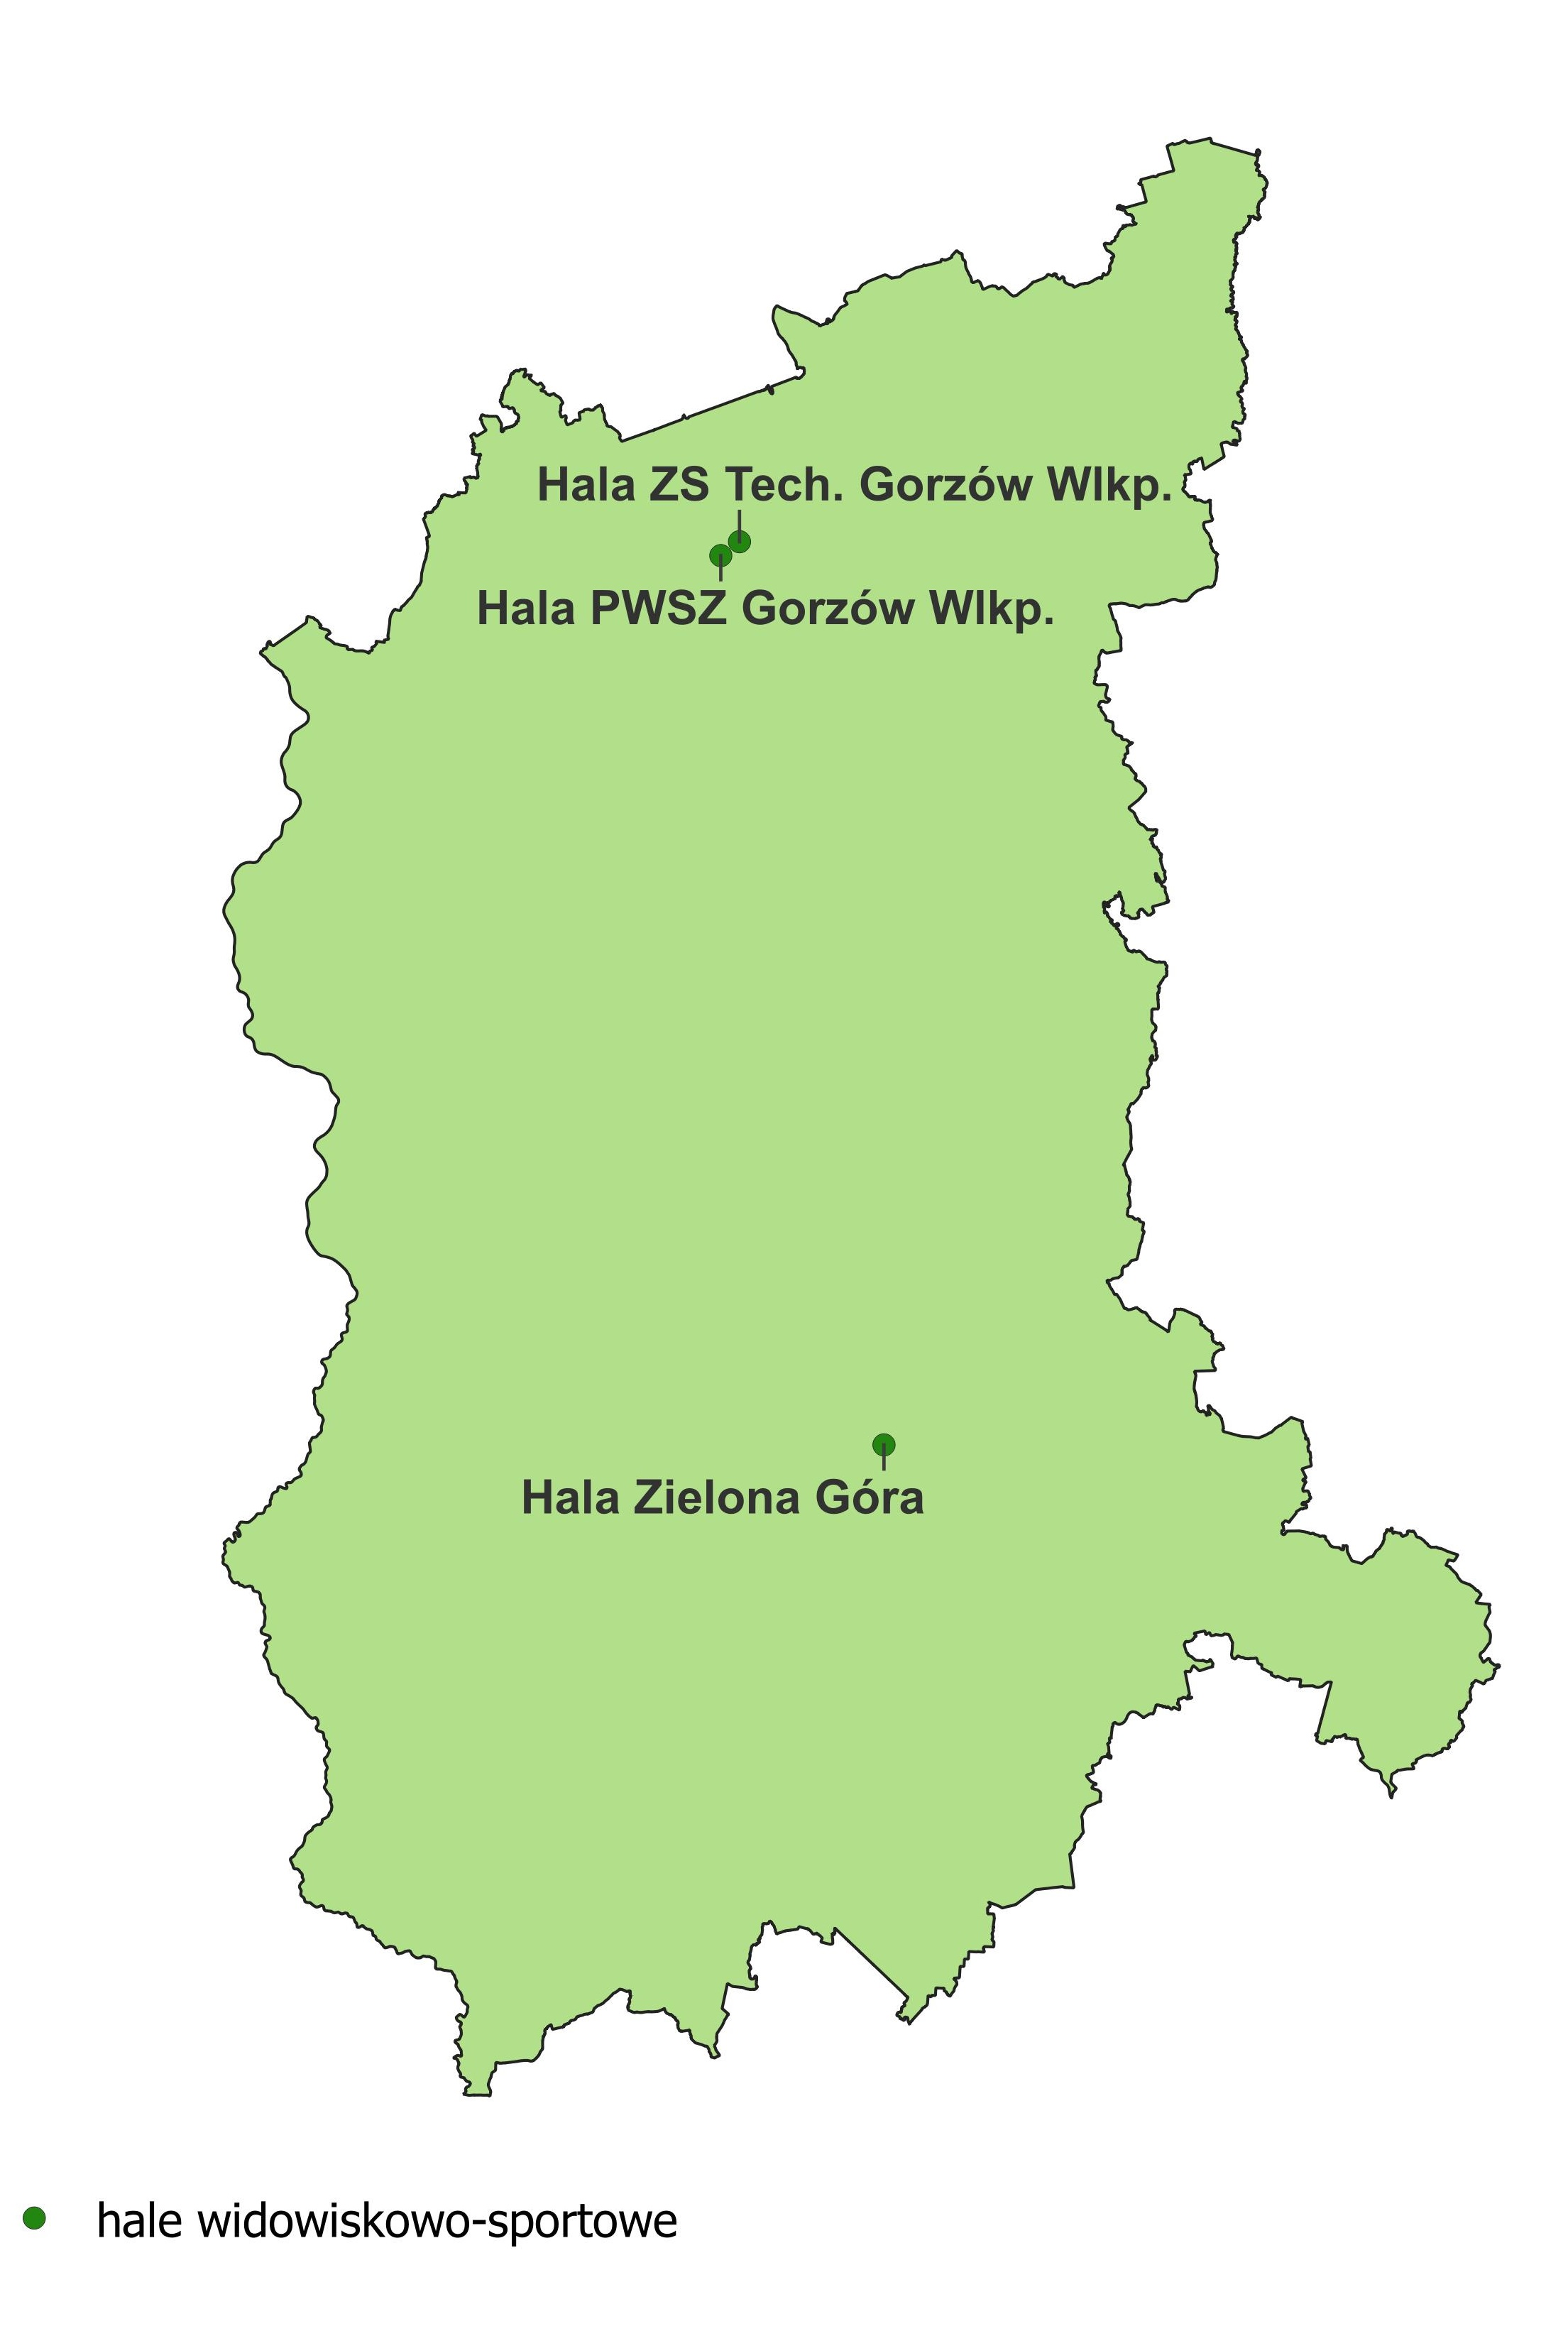 Hala ZS Tech. Gorzów Wlkp.
Hala PWSZ Gorzów Wlkp.
Hala Zielona Góra
hale widowiskowo-sportowe